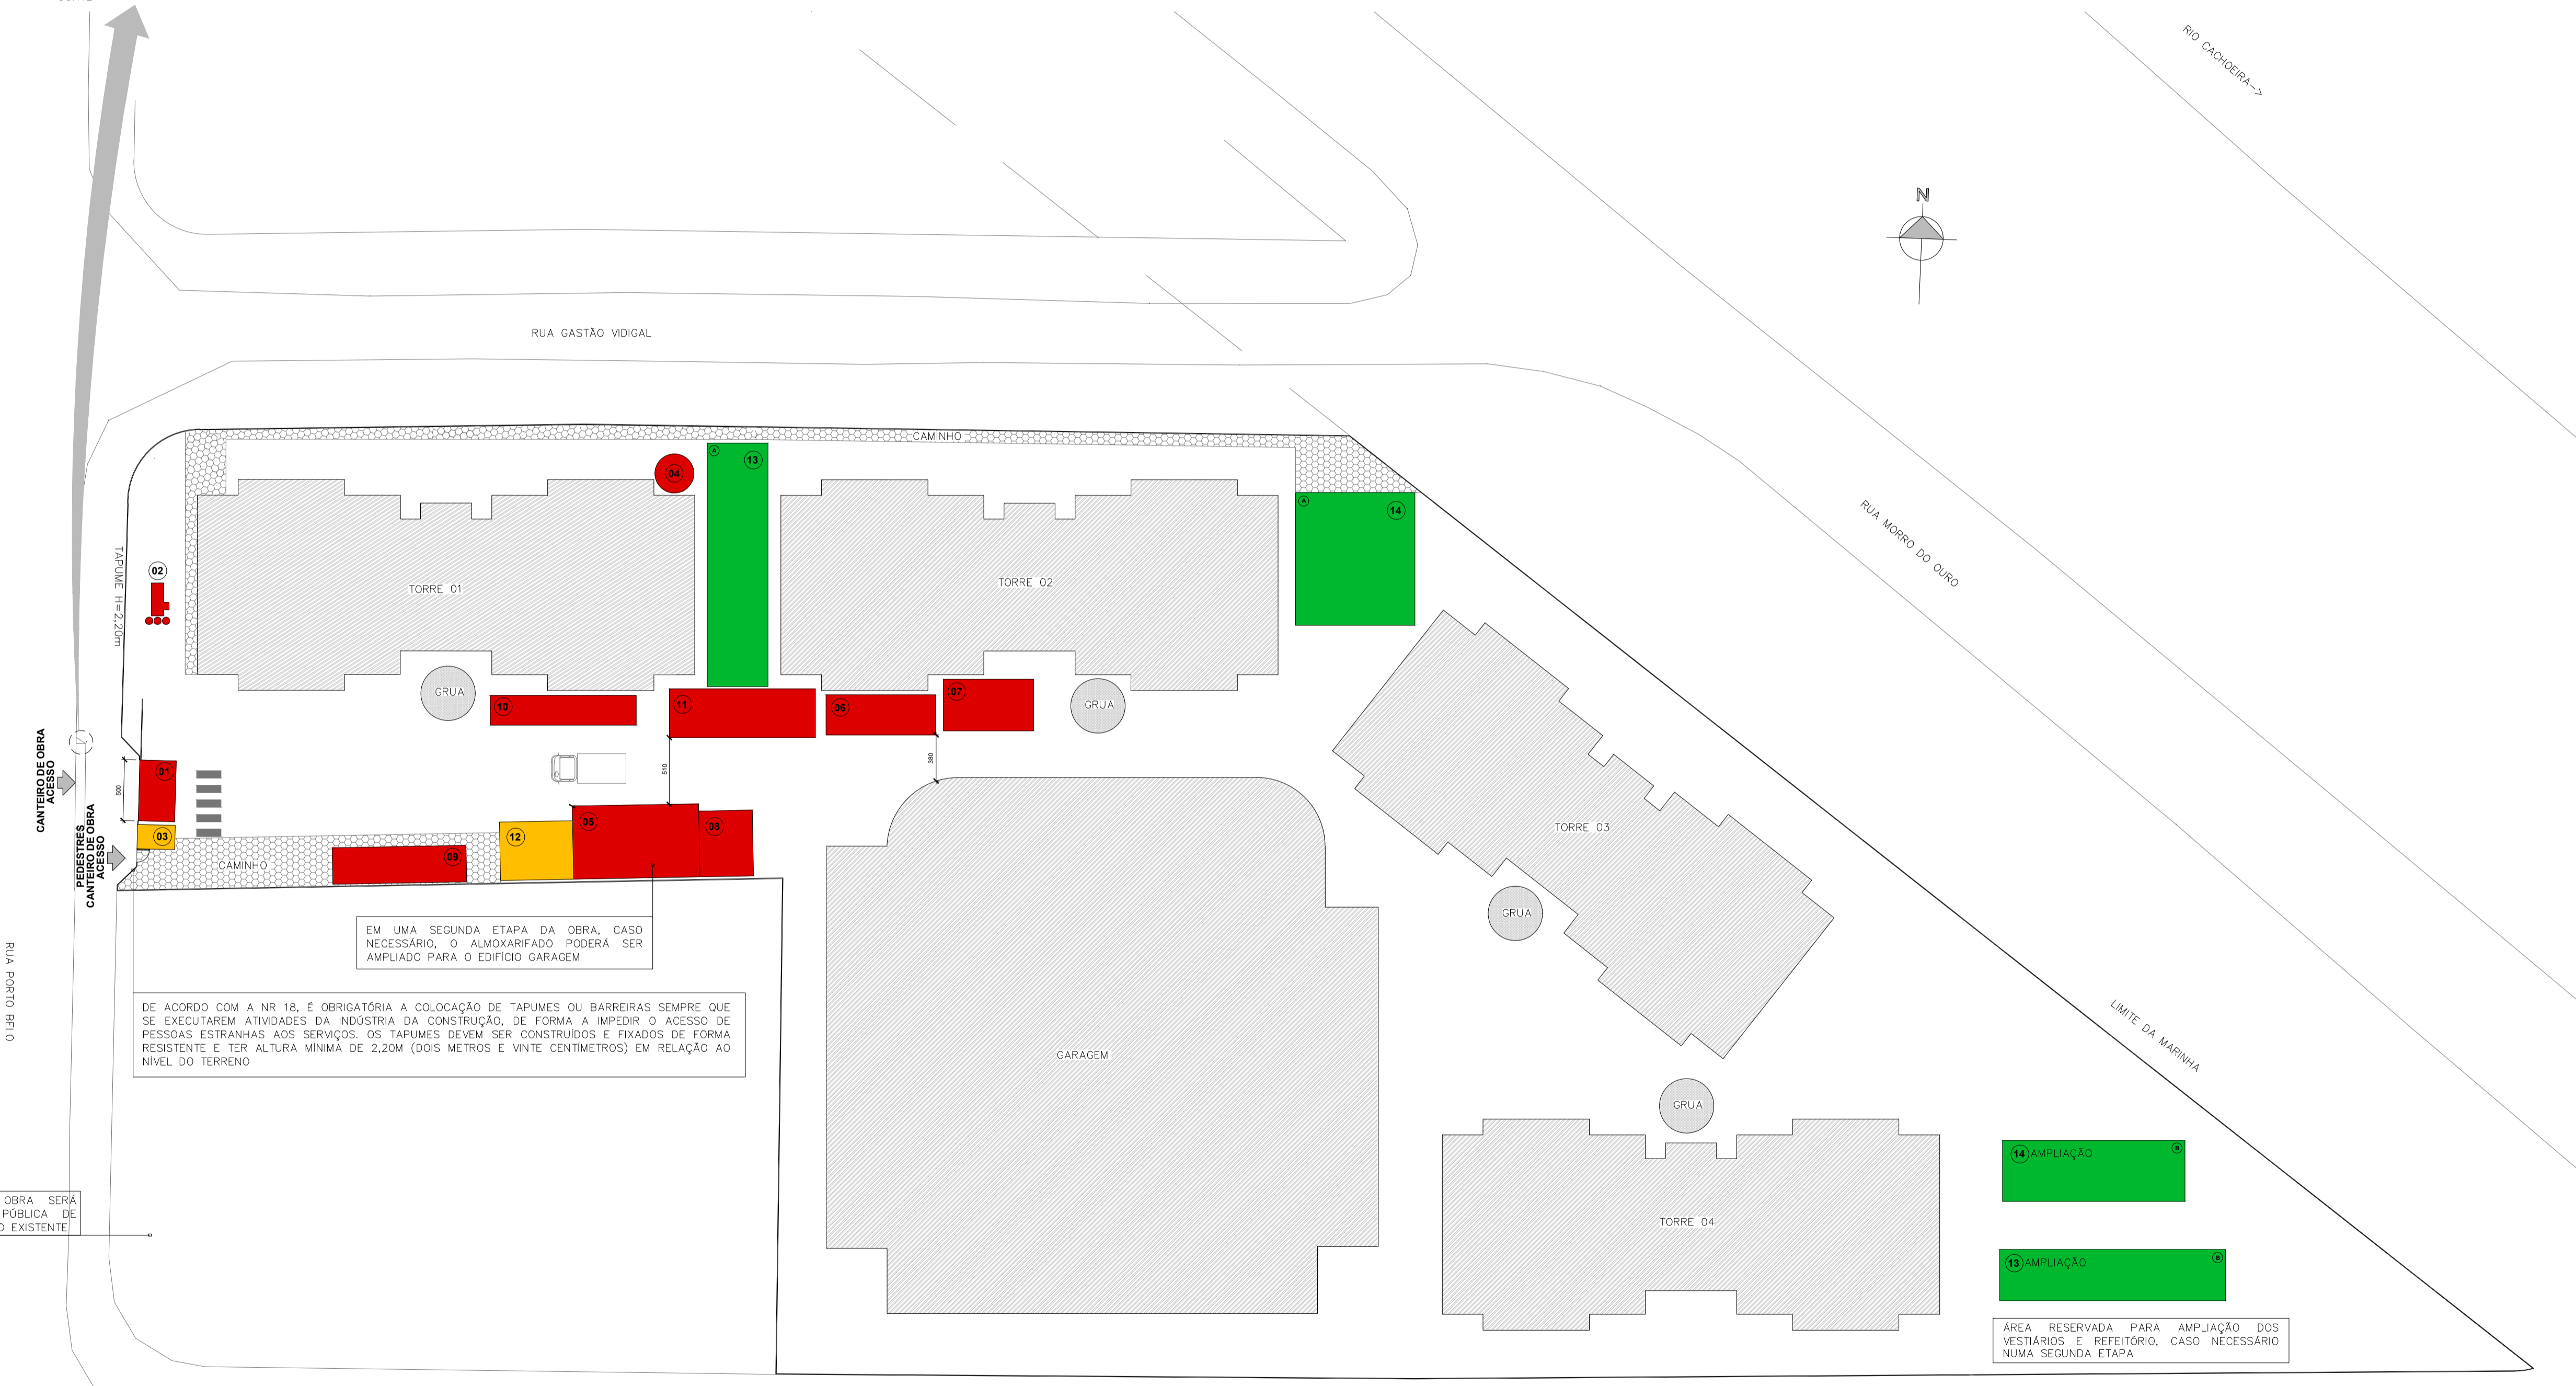 RIO CACHOEIRA->
N
RUA GASTÃO VIDIGAL
CAMINHO
A
13
04
A
14
RUA MORRO DO OURO
TAPUME H=2,20m
02
TORRE 01
TORRE 02
GRUA
10
11
06
07
GRUA
CANTEIRO DE OBRA
ACESSO
01
500
510
380
03
PEDESTRES
CANTEIRO DE OBRA
ACESSO
CAMINHO
09
12
05
08
TORRE 03
GRUA
RUA PORTO BELO
EM UMA SEGUNDA ETAPA DA OBRA, CASO
NECESSÁRIO, O ALMOXARIFADO PODERÁ SER
AMPLIADO PARA O EDIFÍCIO GARAGEM
DE ACORDO COM A NR 18, É OBRIGATÓRIA A COLOCAÇÃO DE TAPUMES OU BARREIRAS SEMPRE QUE
SE EXECUTAREM ATIVIDADES DA INDÚSTRIA DA CONSTRUÇÃO, DE FORMA A IMPEDIR O ACESSO DE
PESSOAS ESTRANHAS AOS SERVIÇOS. OS TAPUMES DEVEM SER CONSTRUÍDOS E FIXADOS DE FORMA
RESISTENTE E TER ALTURA MÍNIMA DE 2,20M (DOIS METROS E VINTE CENTÍMETROS) EM RELAÇÃO AO
NÍVEL DO TERRENO
GARAGEM
LIMITE DA MARINHA
GRUA
TORRE 04
14 AMPLIAÇÃO
B
OBRA SERÁ
PÚBLICA DE
O EXISTENTE
13 AMPLIAÇÃO
B
ÁREA RESERVADA PARA AMPLIAÇÃO DOS
VESTIÁRIOS E REFEITÓRIO, CASO NECESSÁRIO
NUMA SEGUNDA ETAPA